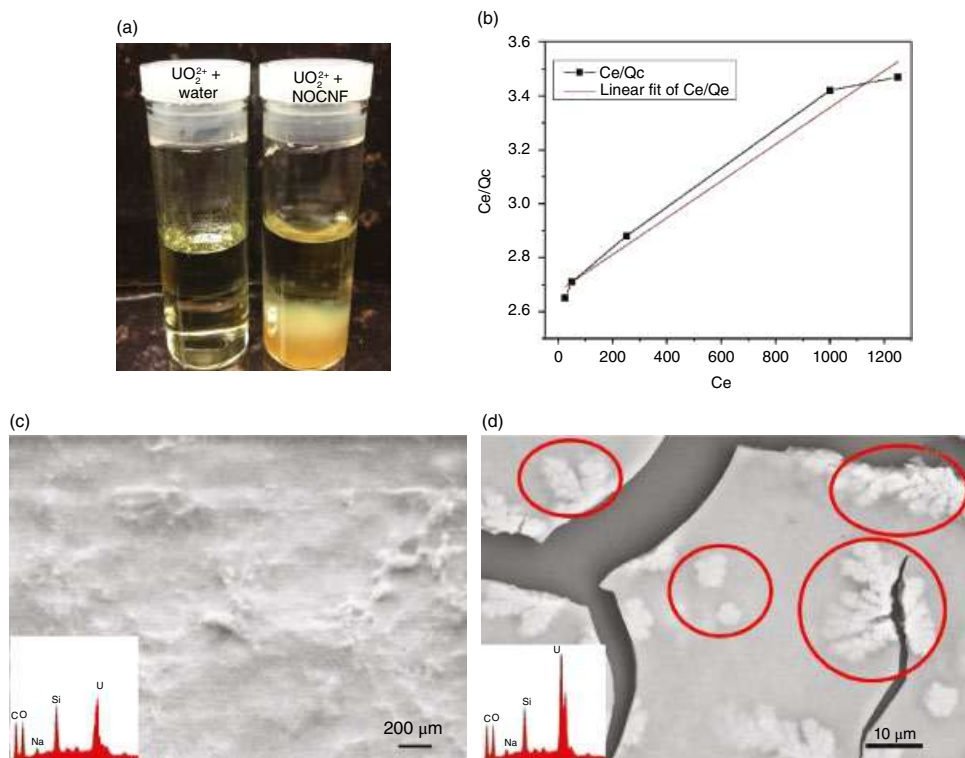 (a)
UO₂²⁺ +
water
UO₂²⁺ +
NOCNF
(b)
3.6
3.4
3.2
3.0
2.8
2.6
Ce/Qc
Ce/Qc
Linear fit of Ce/Qe
0
200
400
600
800
1000
1200
Ce
(c)
C
O
Na
Si
U
200 μm
(d)
C
O
Na
Si
U
10 μm